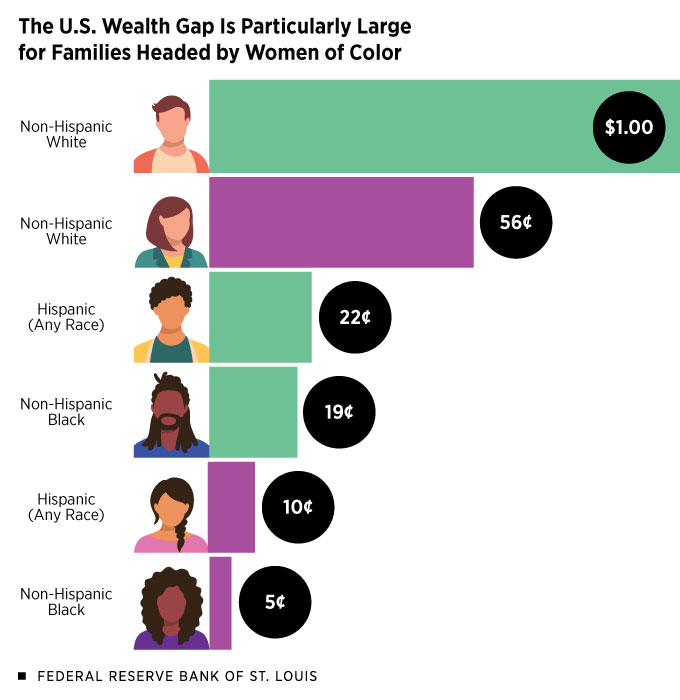 The U.S. Wealth Gap Is Particularly Large
for Families Headed by Women of Color
Non-Hispanic
White
$1.00
Non-Hispanic
White
56¢
Hispanic
(Any Race)
22¢
Non-Hispanic
Black
19¢
Hispanic
(Any Race)
10¢
Non-Hispanic
Black
5¢
FEDERAL RESERVE BANK OF ST. LOUIS